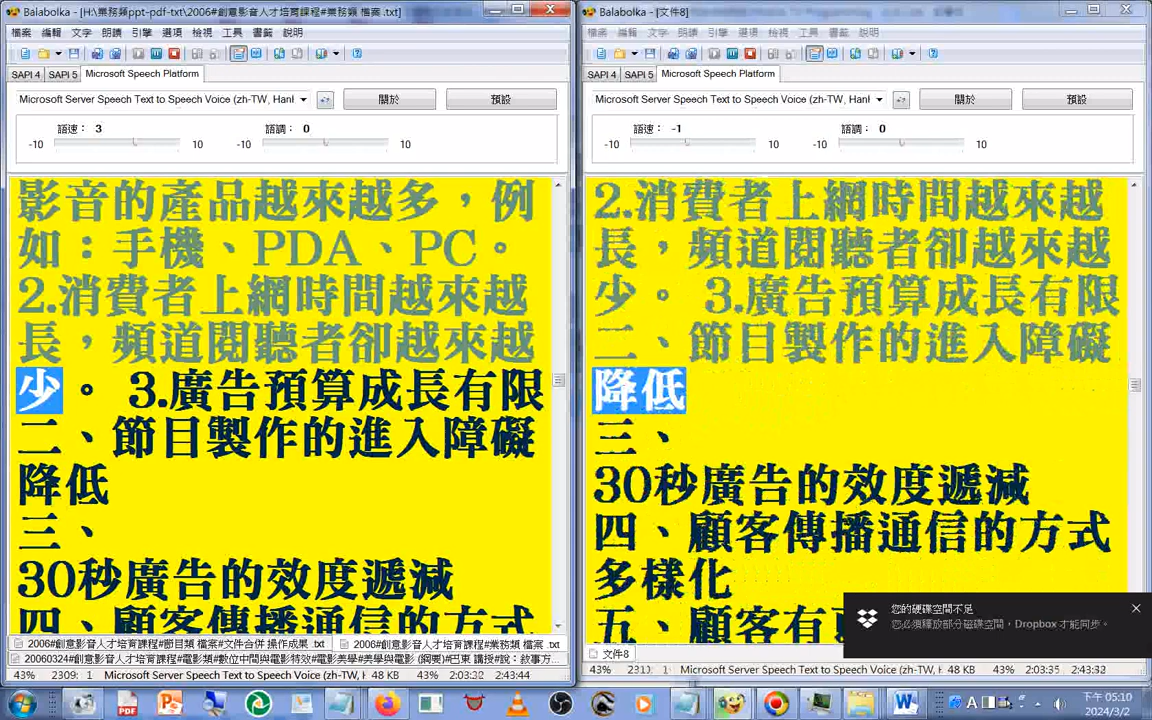 Balabolka - [H:\業務類ppt-pdf-txt\2006#創意影音人才培育課程#業務類 檔案 .txt]
檔案 編輯 文字 朗讀 引擎 選項 檢視 工具 書籤 說明
SAPI 4 SAPI 5 Microsoft Speech Platform
Microsoft Server Speech Text to Speech Voice (zh-TW, Hanl
關於 預設
語速： 3 語調： 0
-10 10 -10 10
影音的產品越來越多，例
如：手機、PDA、PC。
2.消費者上網時間越來越
長，頻道閱聽者卻越來越
少。 3.廣告預算成長有限
二、節目製作的進入障礙
降低
三、
30秒廣告的效度遞減
四、顧客傳播通信的方式
2006#創意影音人才培育課程#節目類 檔案#文件合併 操作成果 .txt 2006#創意影音人才培育課程#業務類 檔案 .txt
20060324#創意影音人才培育課程#電影類#數位中間與電影特效#電影美學#美學與電影 (綱要)#巴東 講授#說：敘事方...
43% 2309: 1 Microsoft Server Speech Text to Speech Voice (zh-TW, H 48 KB 2:03:32 2:43:44
Balabolka - [文件8]
檔案 編輯 文字 朗讀 引擎 選項 檢視 工具 書籤 說明
SAPI 4 SAPI 5 Microsoft Speech Platform
Microsoft Server Speech Text to Speech Voice (zh-TW, Hanl
關於 預設
語速： -1 語調： 0
-10 10 -10 10
2.消費者上網時間越來越
長，頻道閱聽者卻越來越
少。 3.廣告預算成長有限
二、節目製作的進入障礙
降低
三、
30秒廣告的效度遞減
四、顧客傳播通信的方式
多樣化
五、顧客有
您的硬碟空間不足
您必須釋放部分磁碟空間，Dropbox 才能同步。
文件8
43% 231 1 Microsoft Server Speech Text to Speech Voice (zh-TW, H 48 KB 2:03:35 2:43:32
下午 05:10
2024/3/2